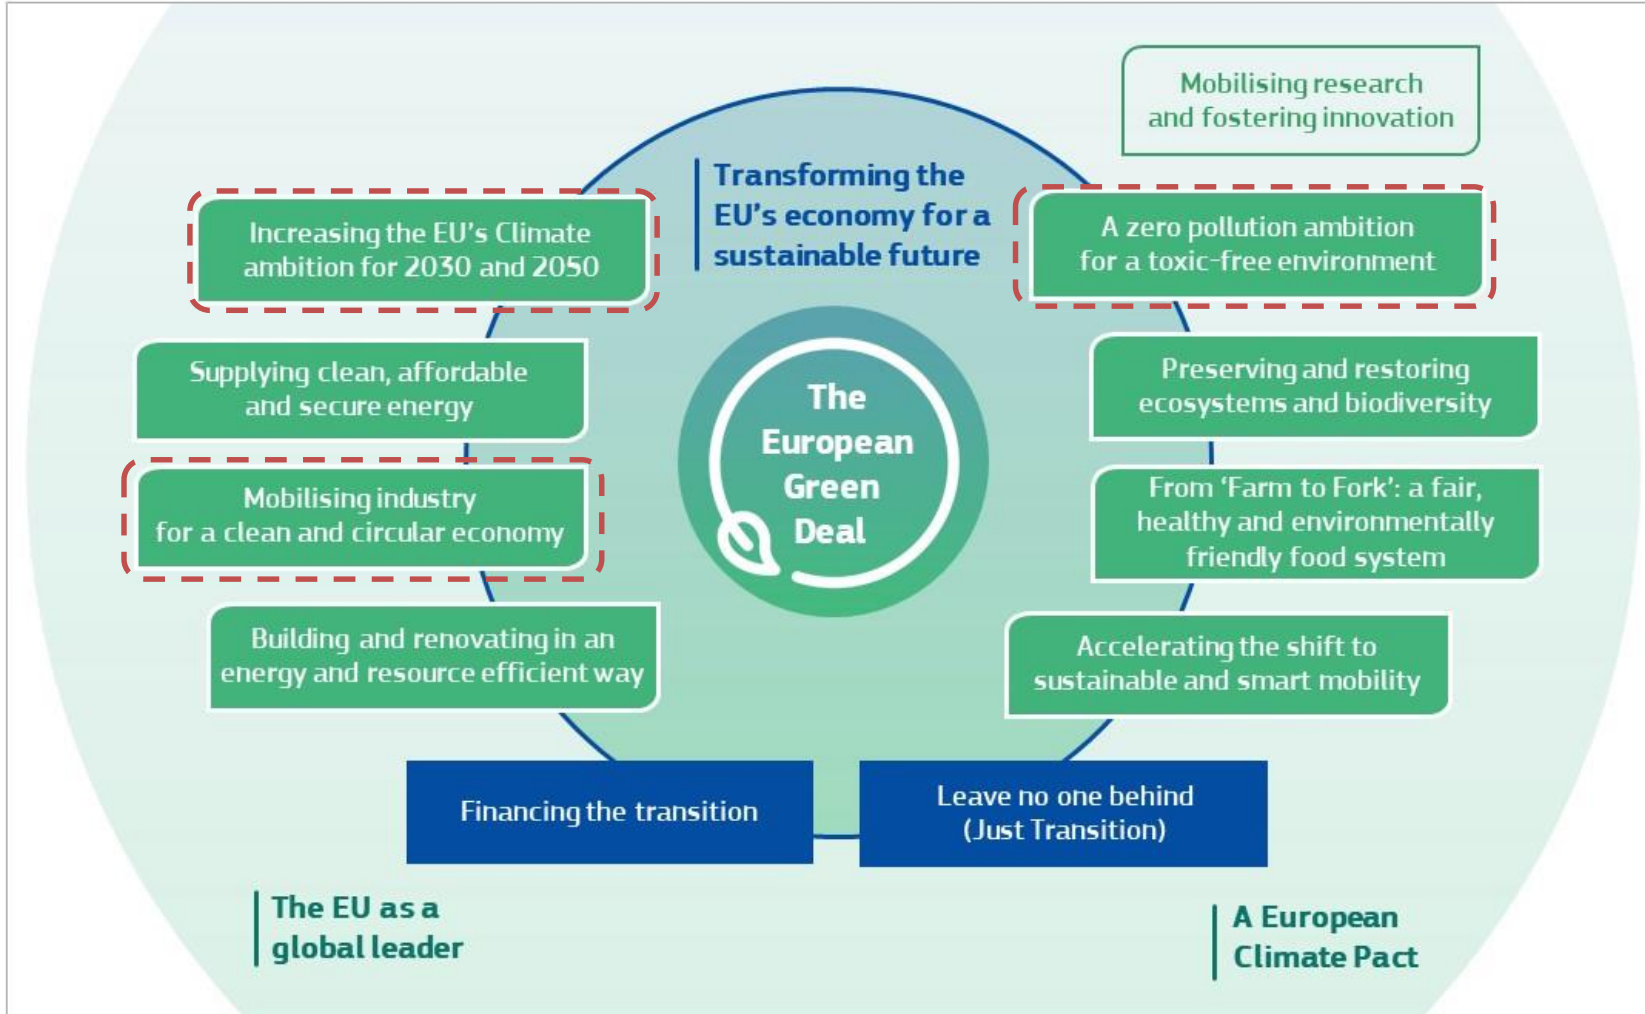 Mobilising research
and fostering innovation
Transforming the
EU's economy for a
sustainable future
Increasing the EU's Climate
ambition for 2030 and 2050
A zero pollution ambition
for a toxic-free environment
Supplying clean, affordable
and secure energy
Preserving and restoring
ecosystems and biodiversity
The
European
Green
Deal
Mobilising industry
for a clean and circular economy
From 'Farm to Fork': a fair,
healthy and environmentally
friendly food system
Building and renovating in an
energy and resource efficient way
Accelerating the shift to
sustainable and smart mobility
Financing the transition
Leave no one behind
(Just Transition)
The EU as a
global leader
A European
Climate Pact